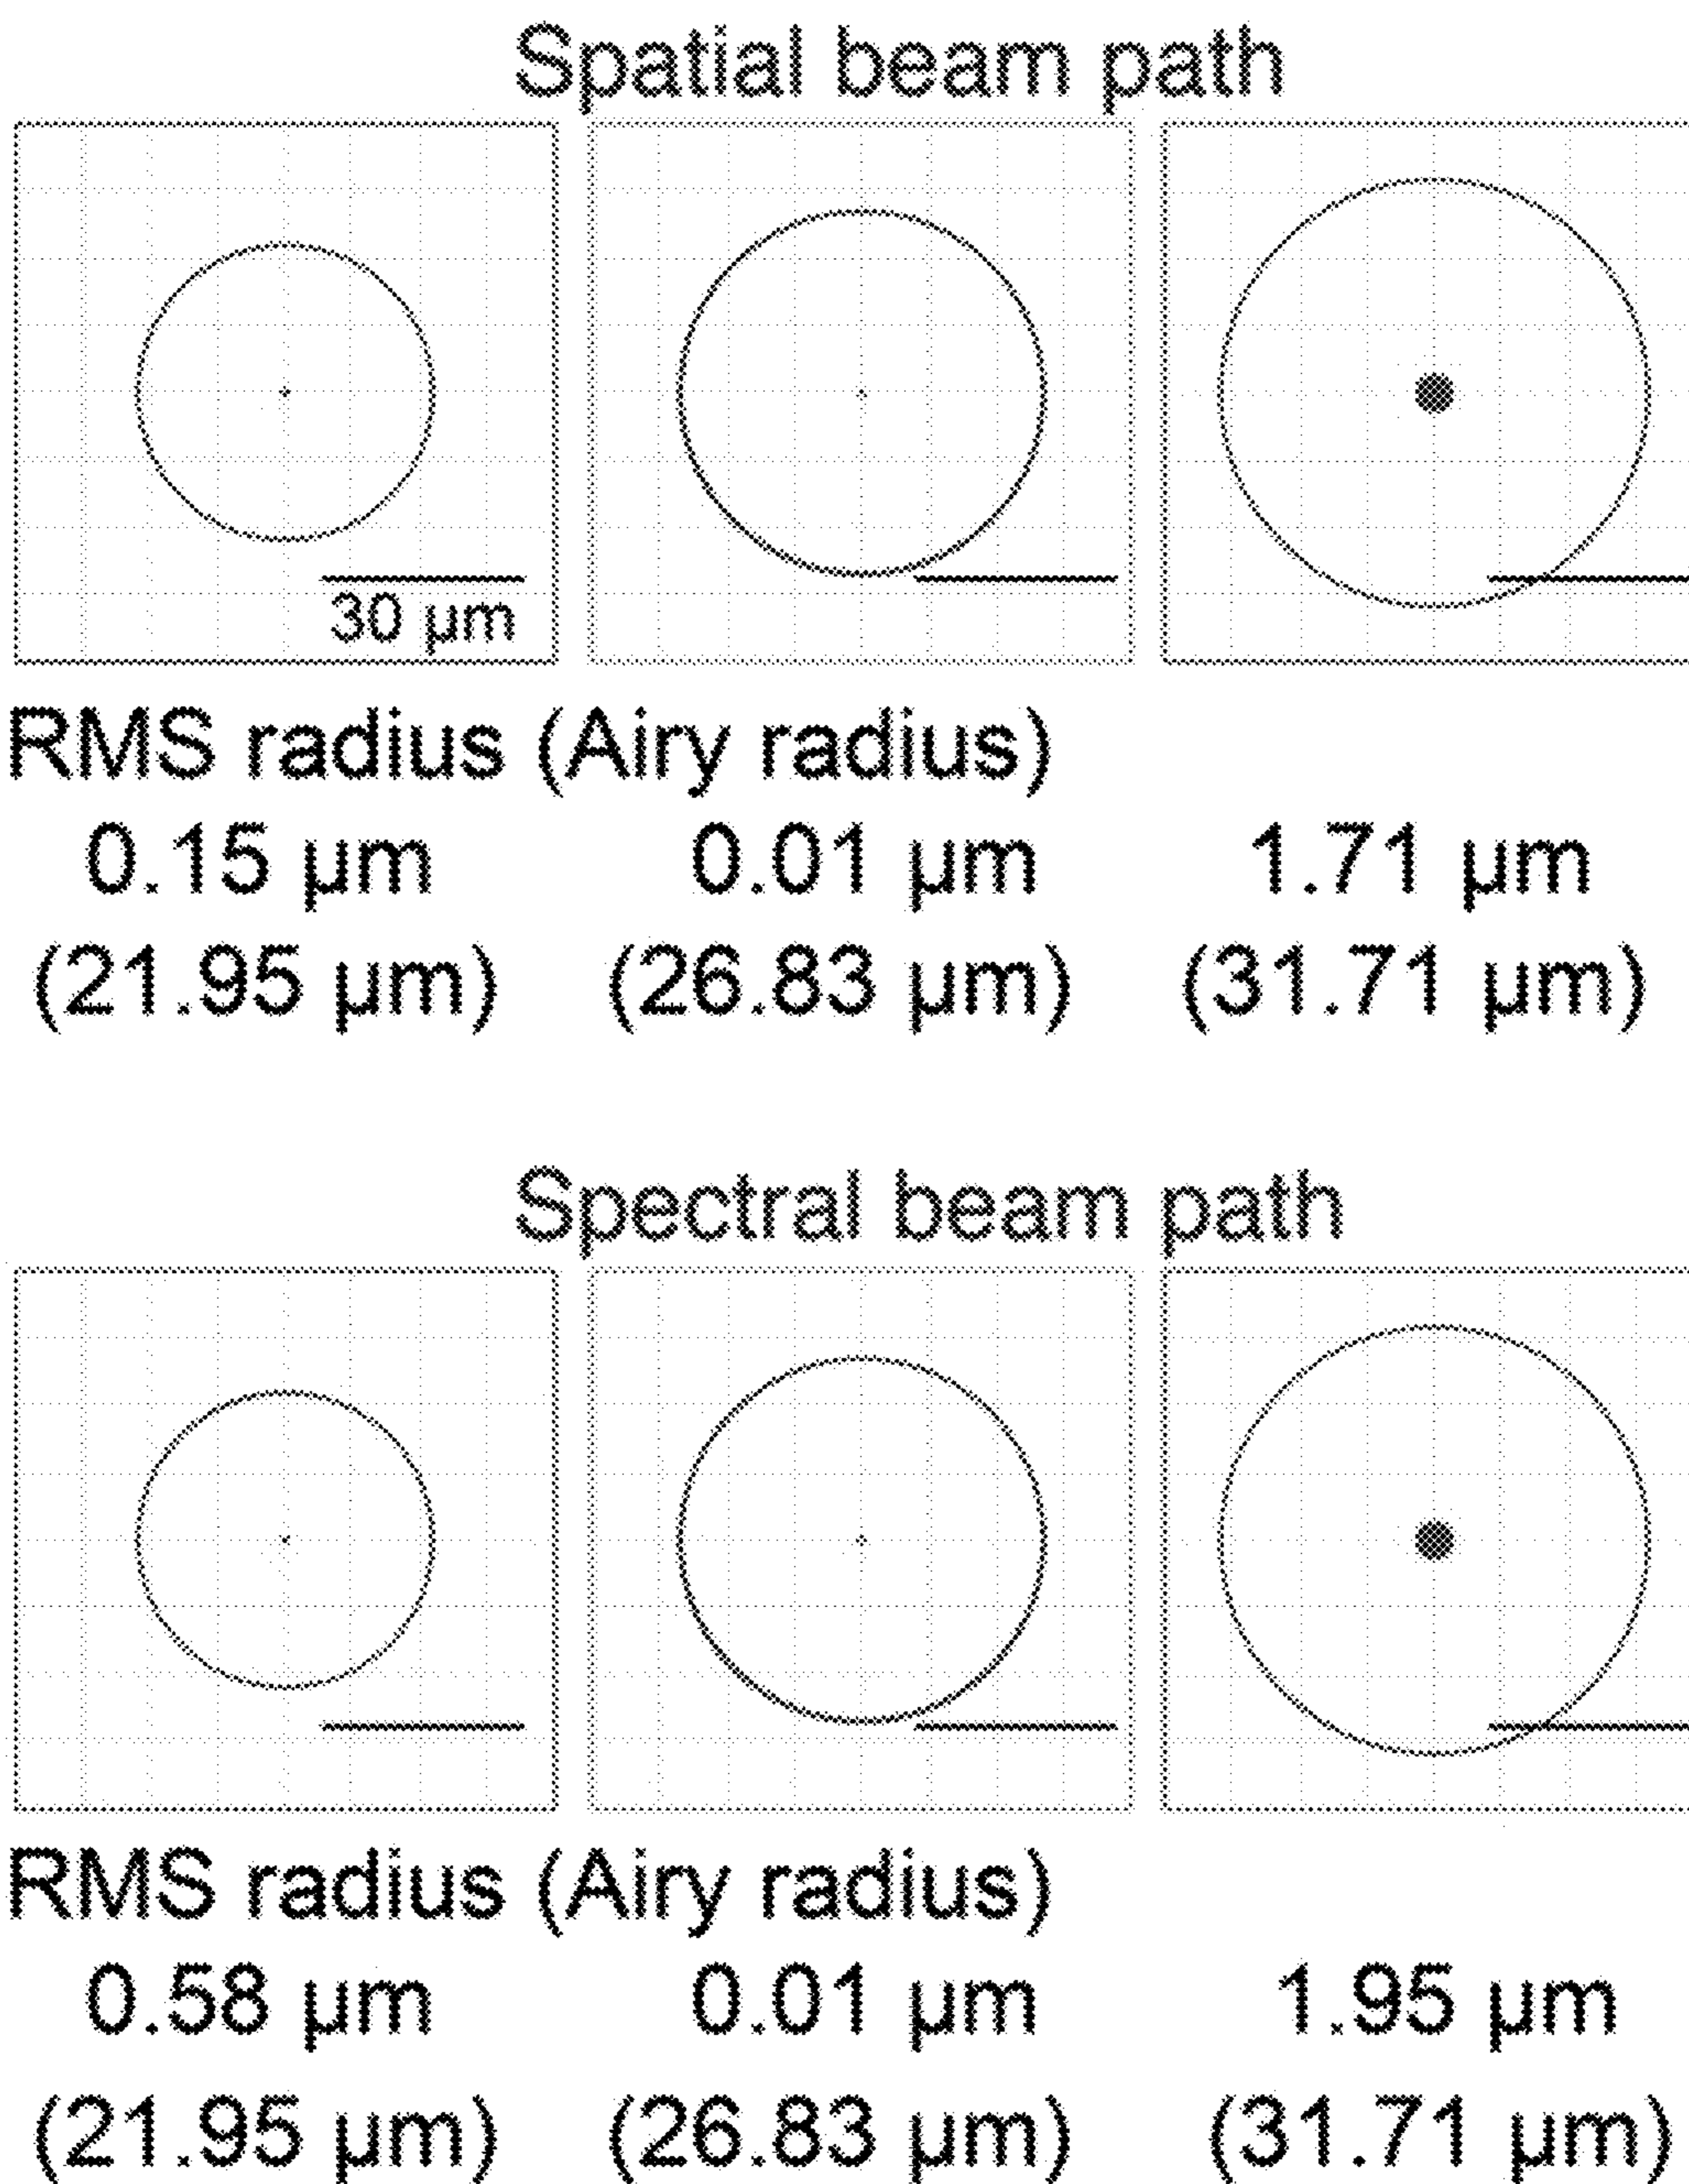 Spatial beam path
30 µm
RMS radius (Airy radius)
0.15 µm 0.01 µm 1.71 µm
(21.95 µm) (26.83 µm) (31.71 µm)
Spectral beam path
RMS radius (Airy radius)
0.58 µm 0.01 µm 1.95 µm
(21.95 µm) (26.83 µm) (31.71 µm)